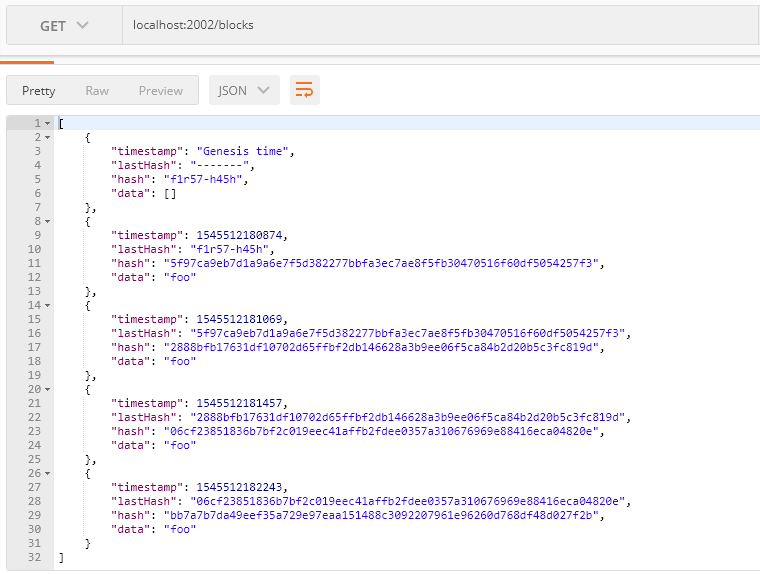 GET localhost:2002/blocks
Pretty Raw Preview JSON
1 [
2 {
3 "timestamp": "Genesis time",
4 "lastHash": "-------",
5 "hash": "f1r57-h45h",
6 "data": []
7 },
8 {
9 "timestamp": 1545512180874,
10 "lastHash": "f1r57-h45h",
11 "hash": "5f97ca9eb7d1a9a6e7f5d382277bbfa3ec7ae8f5fb30470516f60df5054257f3",
12 "data": "foo"
13 },
14 {
15 "timestamp": 1545512181069,
16 "lastHash": "5f97ca9eb7d1a9a6e7f5d382277bbfa3ec7ae8f5fb30470516f60df5054257f3",
17 "hash": "2888bfb17631df10702d65ffbf2db146628a3b9ee06f5ca84b2d20b5c3fc819d",
18 "data": "foo"
19 },
20 {
21 "timestamp": 1545512181457,
22 "lastHash": "2888bfb17631df10702d65ffbf2db146628a3b9ee06f5ca84b2d20b5c3fc819d",
23 "hash": "06cf23851836b7bf2c019eec41affb2fdee0357a310676969e88416eca04820e",
24 "data": "foo"
25 },
26 {
27 "timestamp": 1545512182243,
28 "lastHash": "06cf23851836b7bf2c019eec41affb2fdee0357a310676969e88416eca04820e",
29 "hash": "bb7a7b7da49eef35a729e97eaa151488c3092207961e96260d768df48d027f2b",
30 "data": "foo"
31 }
32 ]